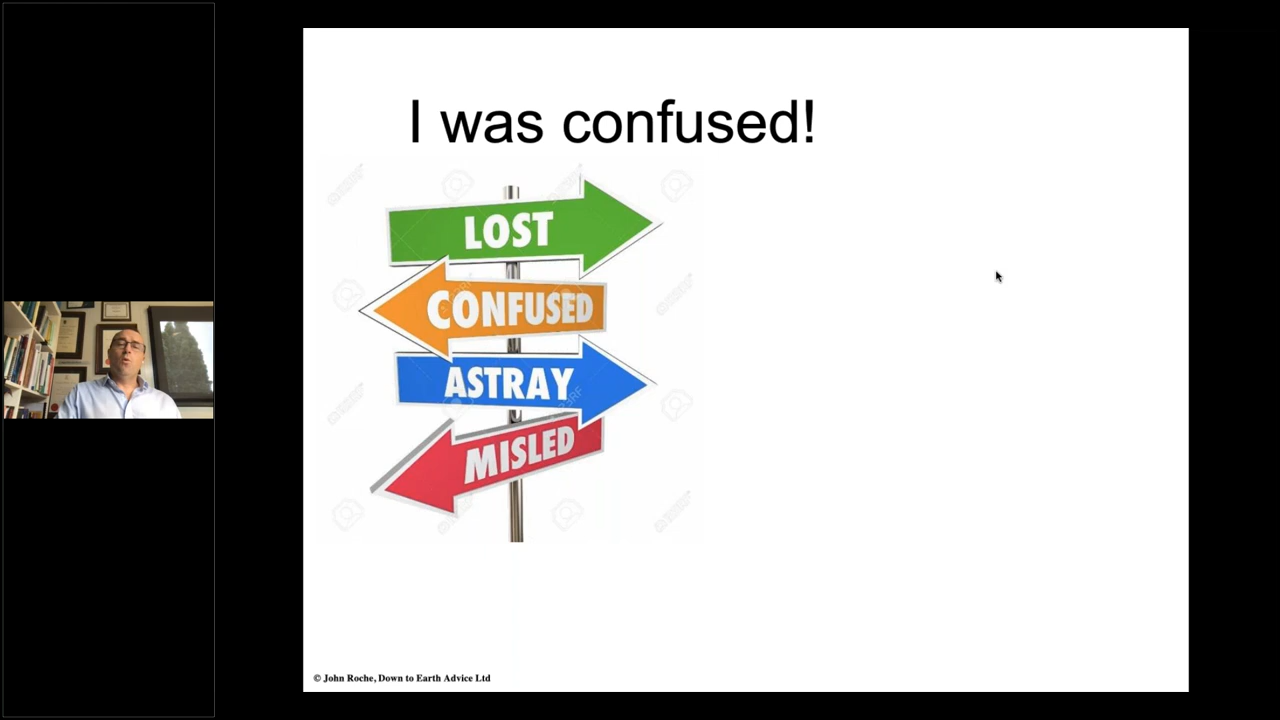 I was confused!
LOST
CONFUSED
ASTRAY
MISLED
© John Roche, Down to Earth Advice Ltd